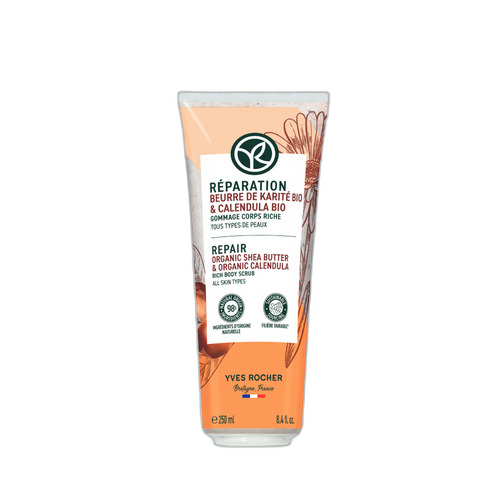 RÉPARATION
BEURRE DE KARITÉ BIO
& CALENDULA BIO
GOMMAGE CORPS RICHE
TOUS TYPES DE PEAUX
REPAIR
ORGANIC SHEA BUTTER
& ORGANIC CALENDULA
RICH BODY SCRUB
ALL SKIN TYPES
98%
INGRÉDIENTS D'ORIGINE
NATURELLE
FILIÈRE DURABLE*
YVES ROCHER
Bretagne, France
e 250 ml
8.4 fl. oz.